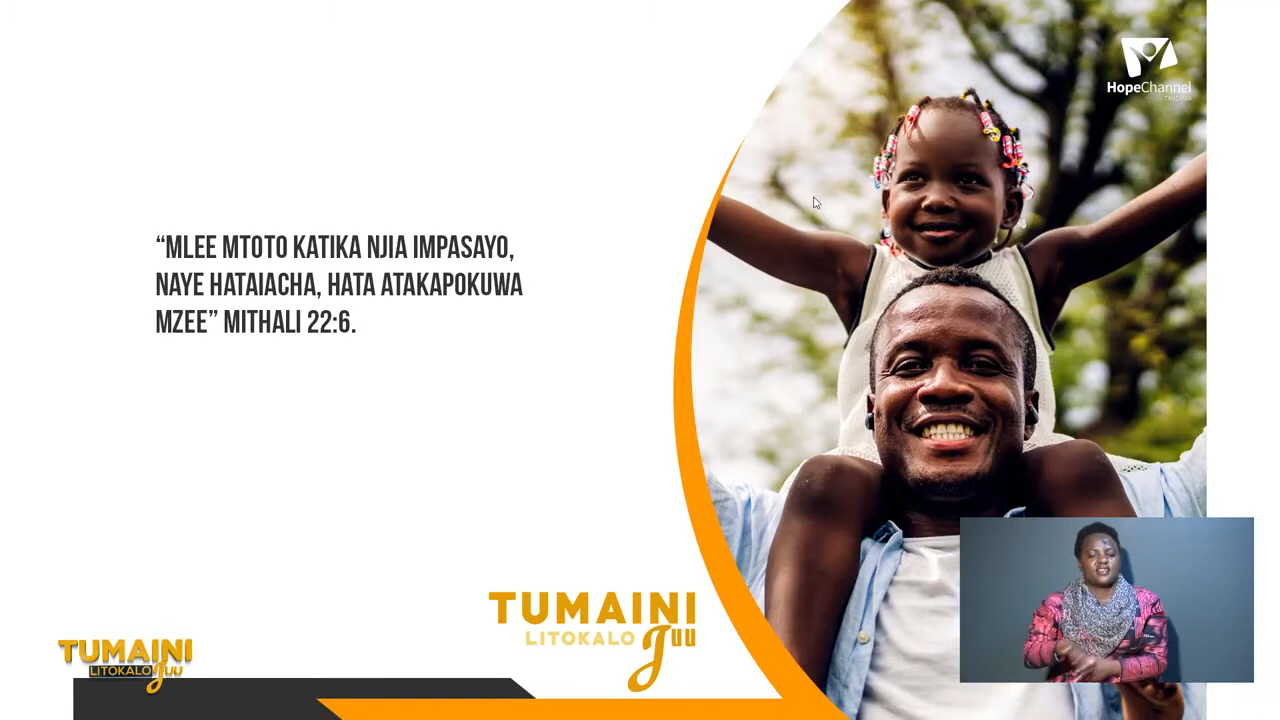 HopeChannel
TANZANIA
“MLEE MTOTO KATIKA NJIA IMPASAYO,
NAYE HATAIACHA, HATA ATAKAPOKUWA
MZEE” MITHALI 22:6.
TUMAINI
LITOKALO Juu
TUMAINI
LITOKALO Juu